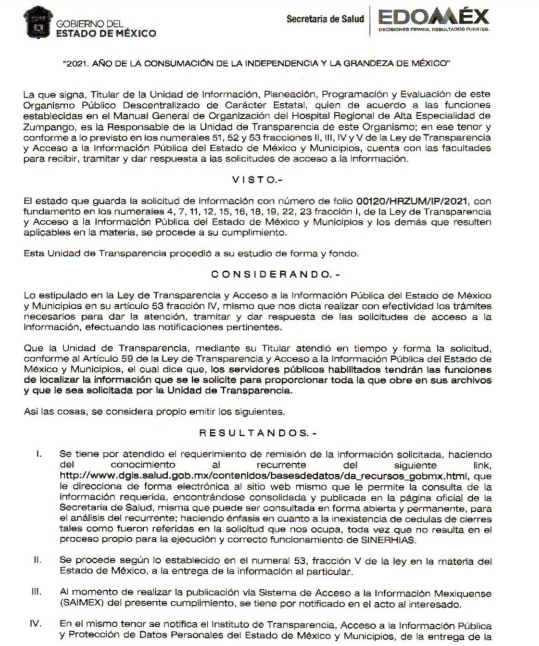 GOBIERNO DEL
ESTADO DE MÉXICO
Secretaría de Salud
EDOMÉX
DECISIONES FIRMES, RESULTADOS FUERTES.
"2021. AÑO DE LA CONSUMACIÓN DE LA INDEPENDENCIA Y LA GRANDEZA DE MÉXICO"
La que signa, Titular de la Unidad de Información, Planeación, Programación y Evaluación de este
Organismo Público Descentralizado de Carácter Estatal, quien de acuerdo a las funciones
establecidas en el Manual General de Organización del Hospital Regional de Alta Especialidad de
Zumpango, es la Responsable de la Unidad de Transparencia de este Organismo; en ese tenor y
conforme a lo previsto en los numerales 51, 52 y 53 fracciones II, III, IV y V de la Ley de Transparencia
y Acceso a la Información Pública del Estado de México y Municipios, cuenta con las facultades
para recibir, tramitar y dar respuesta a las solicitudes de acceso a la información.
V I S T O .-
El estado que guarda la solicitud de información con número de folio 00120/HRZUM/IP/2021, con
fundamento en los numerales 4, 7, 11, 12, 15, 16, 18, 19, 22, 23 fracción I, de la Ley de Transparencia
y Acceso a la Información Pública del Estado de México y Municipios y los demás que resulten
aplicables en la materia, se procede a su cumplimiento.
Esta Unidad de Transparencia procedió a su estudio de forma y fondo.
C O N S I D E R A N D O. -
Lo estipulado en la Ley de Transparencia y Acceso a la Información Pública del Estado de México
y Municipios en su artículo 53 fracción IV, mismo que nos dicta realizar con efectividad los trámites
necesarios para dar la atención, tramitar y dar respuesta de las solicitudes de acceso a la
información, efectuando las notificaciones pertinentes.
Que la Unidad de Transparencia, mediante su Titular atendió en tiempo y forma la solicitud,
conforme al Artículo 59 de la Ley de Transparencia y Acceso a la Información Pública del Estado de
México y Municipios, el cual dice que, los servidores públicos habilitados tendrán las funciones
de localizar la información que se le solicite para proporcionar toda la que obre en sus archivos
y que le sea solicitada por la Unidad de Transparencia.
Así las cosas, se considera propio emitir los siguientes.
R E S U L T A N D O S. -
I. Se tiene por atendido el requerimiento de remisión de la información solicitada, haciendo
del conocimiento al recurrente del siguiente link,
http://www.dgis.salud.gob.mx/contenidos/basesdedatos/da_recursos_gobmx.html, que
le direcciona de forma electrónica al sitio web mismo que le permite la consulta de la
información requerida, encontrándose consolidada y publicada en la página oficial de la
Secretaría de Salud, misma que puede ser consultada en forma abierta y permanente, para
el análisis del recurrente; haciendo énfasis en cuanto a la inexistencia de cedulas de cierres
tales como fueron referidas en la solicitud que nos ocupa, toda vez que no resulta en el
proceso propio para la ejecución y correcto funcionamiento de SINERHIAS.
II. Se procede según lo establecido en el numeral 53, fracción V de la ley en la materia del
Estado de México, a la entrega de la información al particular.
III. Al momento de realizar la publicación vía Sistema de Acceso a la Información Mexiquense
(SAIMEX) del presente cumplimiento, se tiene por notificado en el acto al interesado.
IV. En el mismo tenor se notifica el Instituto de Transparencia, Acceso a la Información Pública
y Protección de Datos Personales del Estado de México y Municipios, de la entrega de la